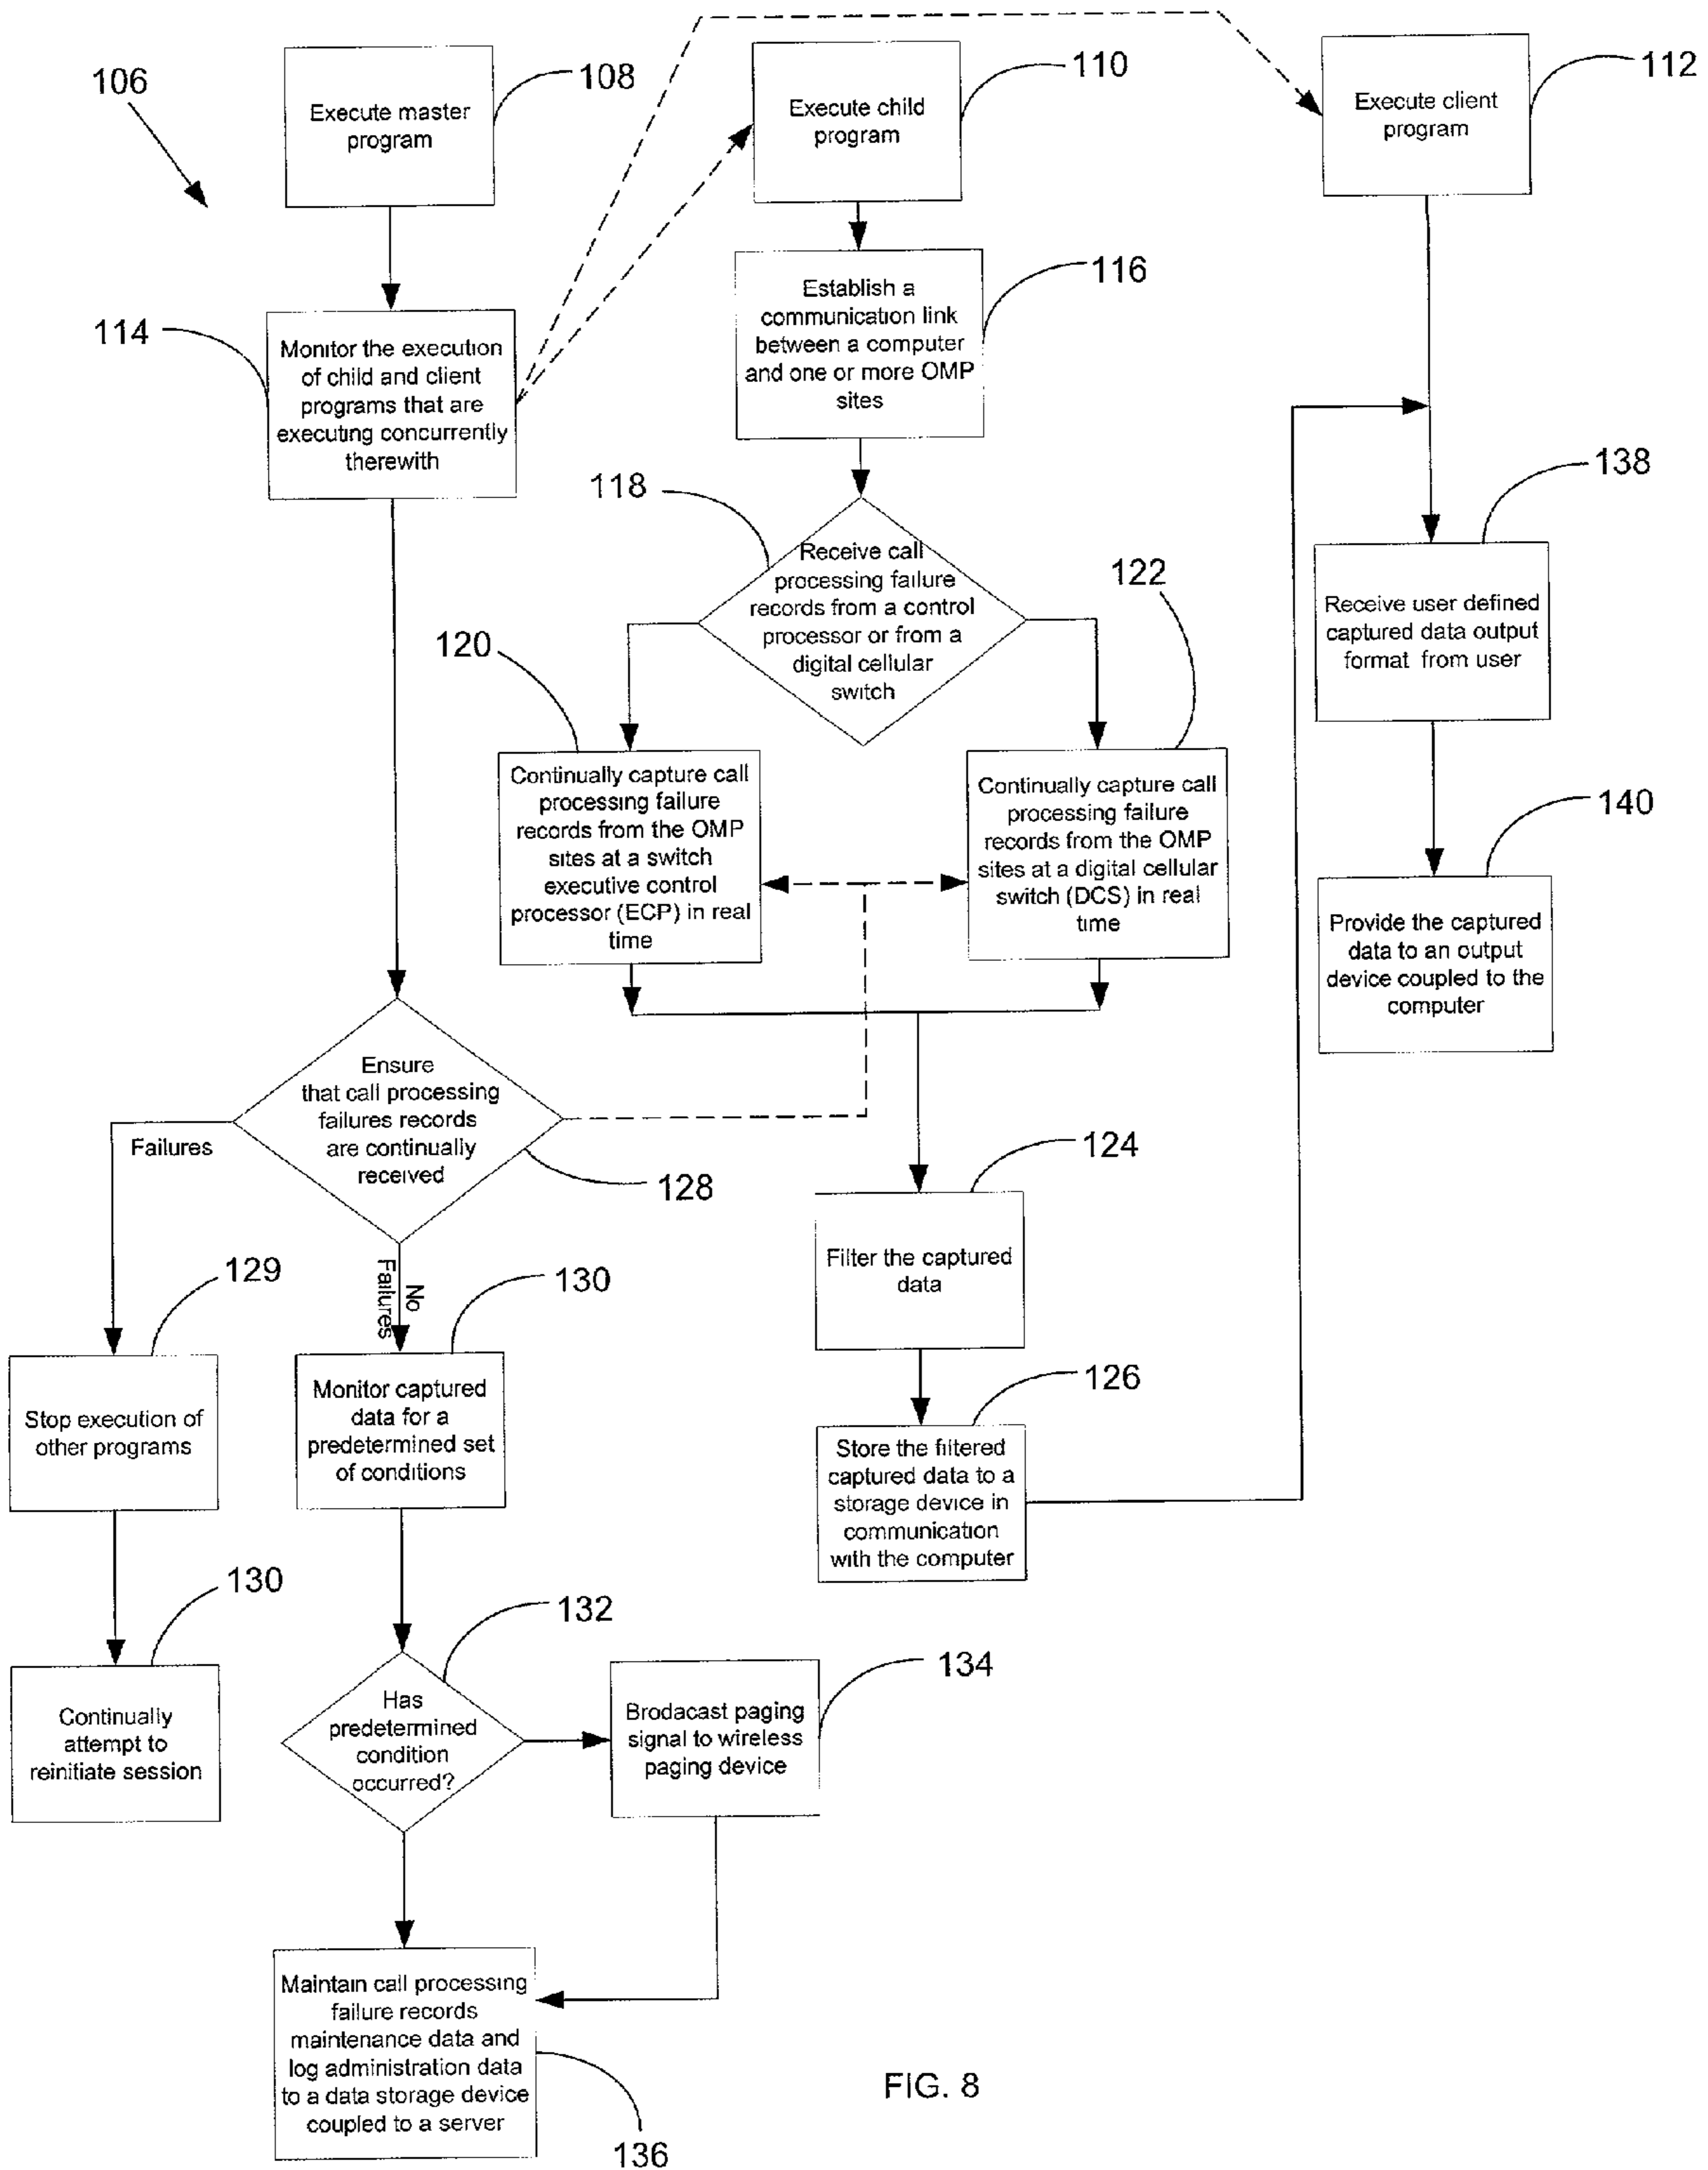 106
Execute master
program
108
Execute child
program
110
Execute client
program
112
114
Monitor the execution
of child and client
programs that are
executing concurrently
therewith
Establish a
communication link
between a computer
and one or more OMP
sites
116
118
Receive call
processing failure
records from a control
processor or from a
digital cellular
switch
120
122
138
Receive user defined
captured data output
format from user
Continually capture call
processing failure
records from the OMP
sites at a switch
executive control
processor (ECP) in real
time
Continually capture call
processing failure
records from the OMP
sites at a digital cellular
switch (DCS) in real
time
140
Provide the captured
data to an output
device coupled to the
computer
Ensure
that call processing
failures records
are continually
received
128
Failures
No
Failures
124
Filter the captured
data
126
Store the filtered
captured data to a
storage device in
communication
with the computer
129
Stop execution of
other programs
130
Monitor captured
data for a
predetermined set
of conditions
130
Continually
attempt to
reinitiate session
132
Has
predetermined
condition
occurred?
134
Brodacast paging
signal to wireless
paging device
Maintain call processing
failure records
maintenance data and
log administration data
to a data storage device
coupled to a server
136
FIG. 8